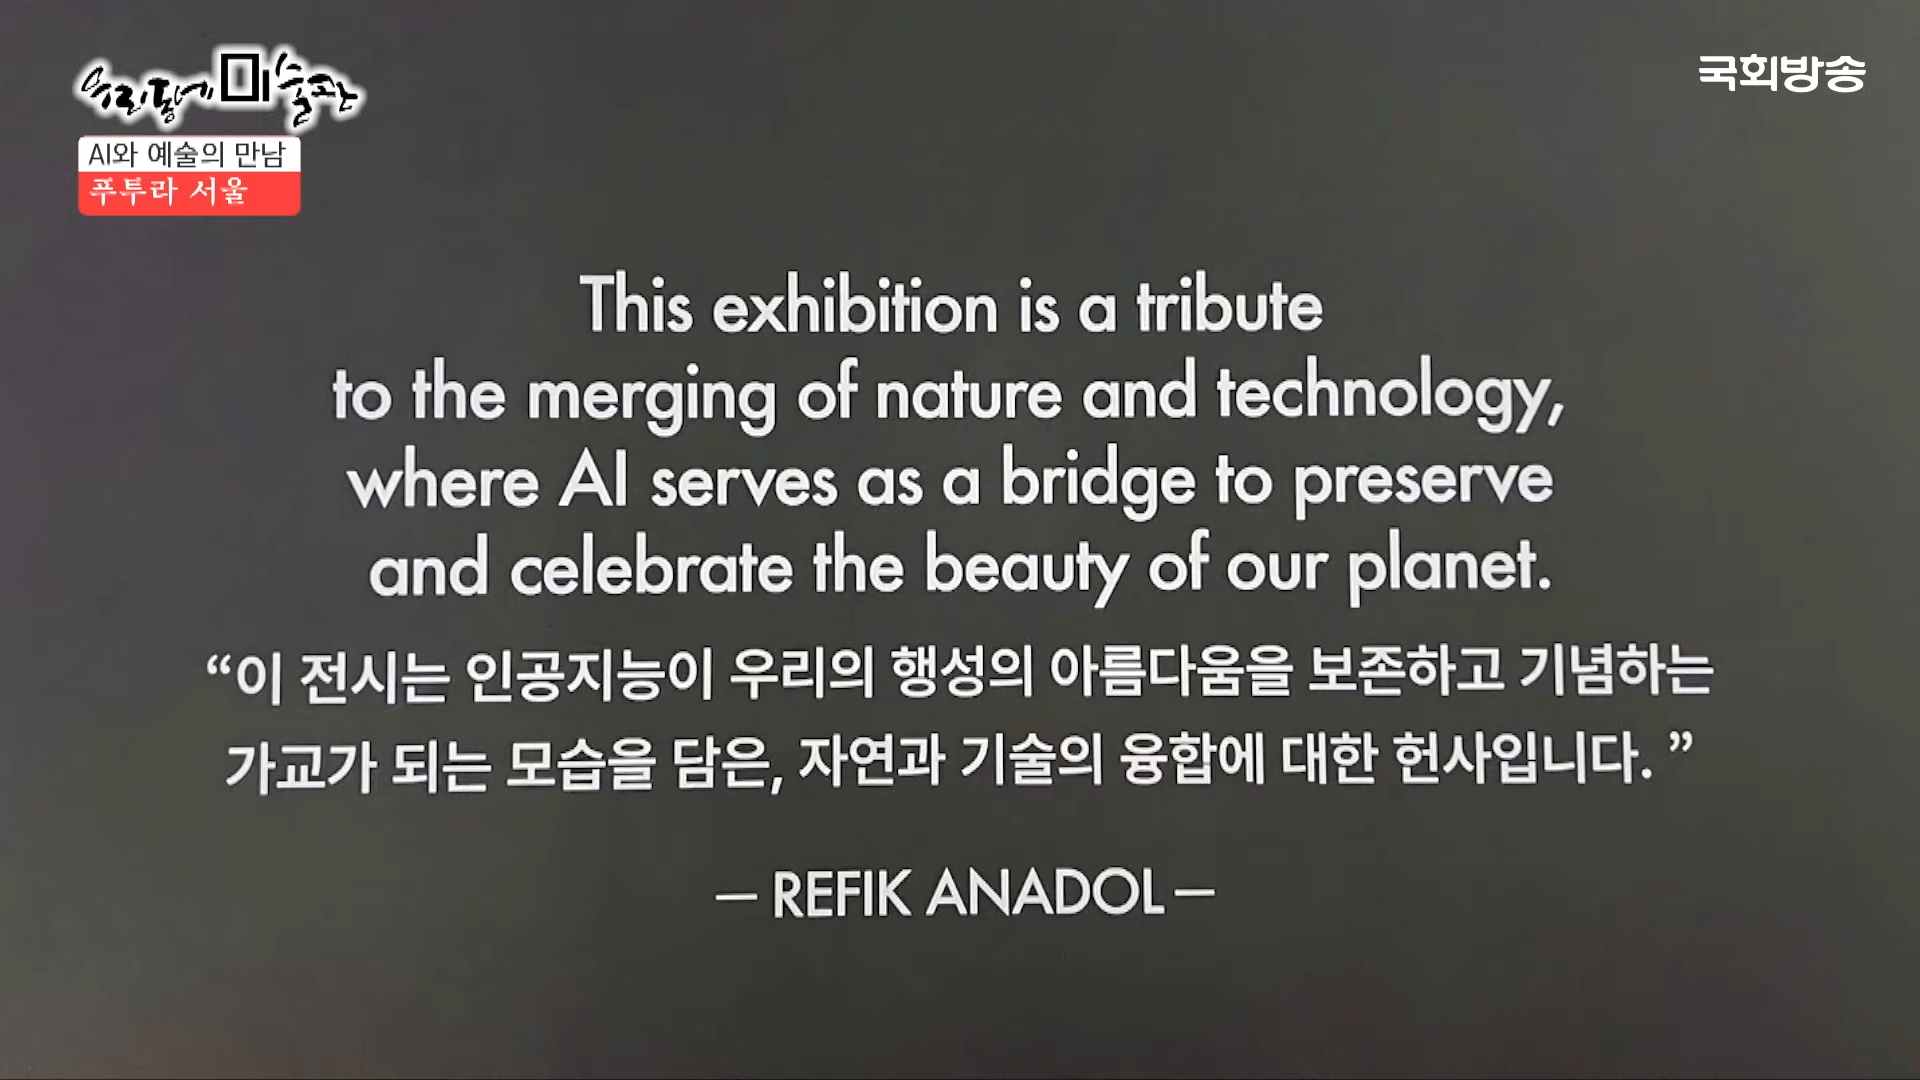 우리동네 미술관
국회방송
AI와 예술의 만남
푸투라 서울
This exhibition is a tribute
to the merging of nature and technology,
where AI serves as a bridge to preserve
and celebrate the beauty of our planet.
“이 전시는 인공지능이 우리의 행성의 아름다움을 보존하고 기념하는
가교가 되는 모습을 담은, 자연과 기술의 융합에 대한 헌사입니다. ”
— REFIK ANADOL —